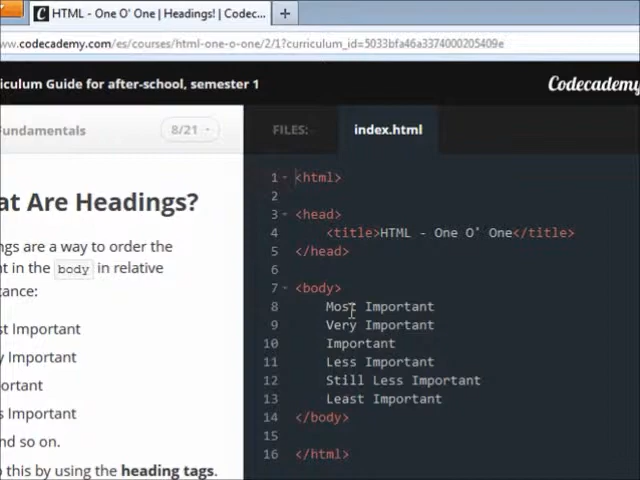 HTML - One O' One | Headings! | Codec...
www.codecademy.com/es/courses/html-one-o-one/2/1?curriculum_id=5033bfa46a3374000205409e
iculum Guide for after-school, semester 1
Codecademy
Fundamentals
8/21
FILES:
index.html
at Are Headings?
ngs are a way to order the
nt in the body in relative
tance:
st Important
y Important
ortant
s Important
nd so on.
o this by using the heading tags.
1 <html>
2
3 <head>
4 <title>HTML - One O' One</title>
5 </head>
6
7 <body>
8 Most Important
9 Very Important
10 Important
11 Less Important
12 Still Less Important
13 Least Important
14 </body>
15
16 </html>